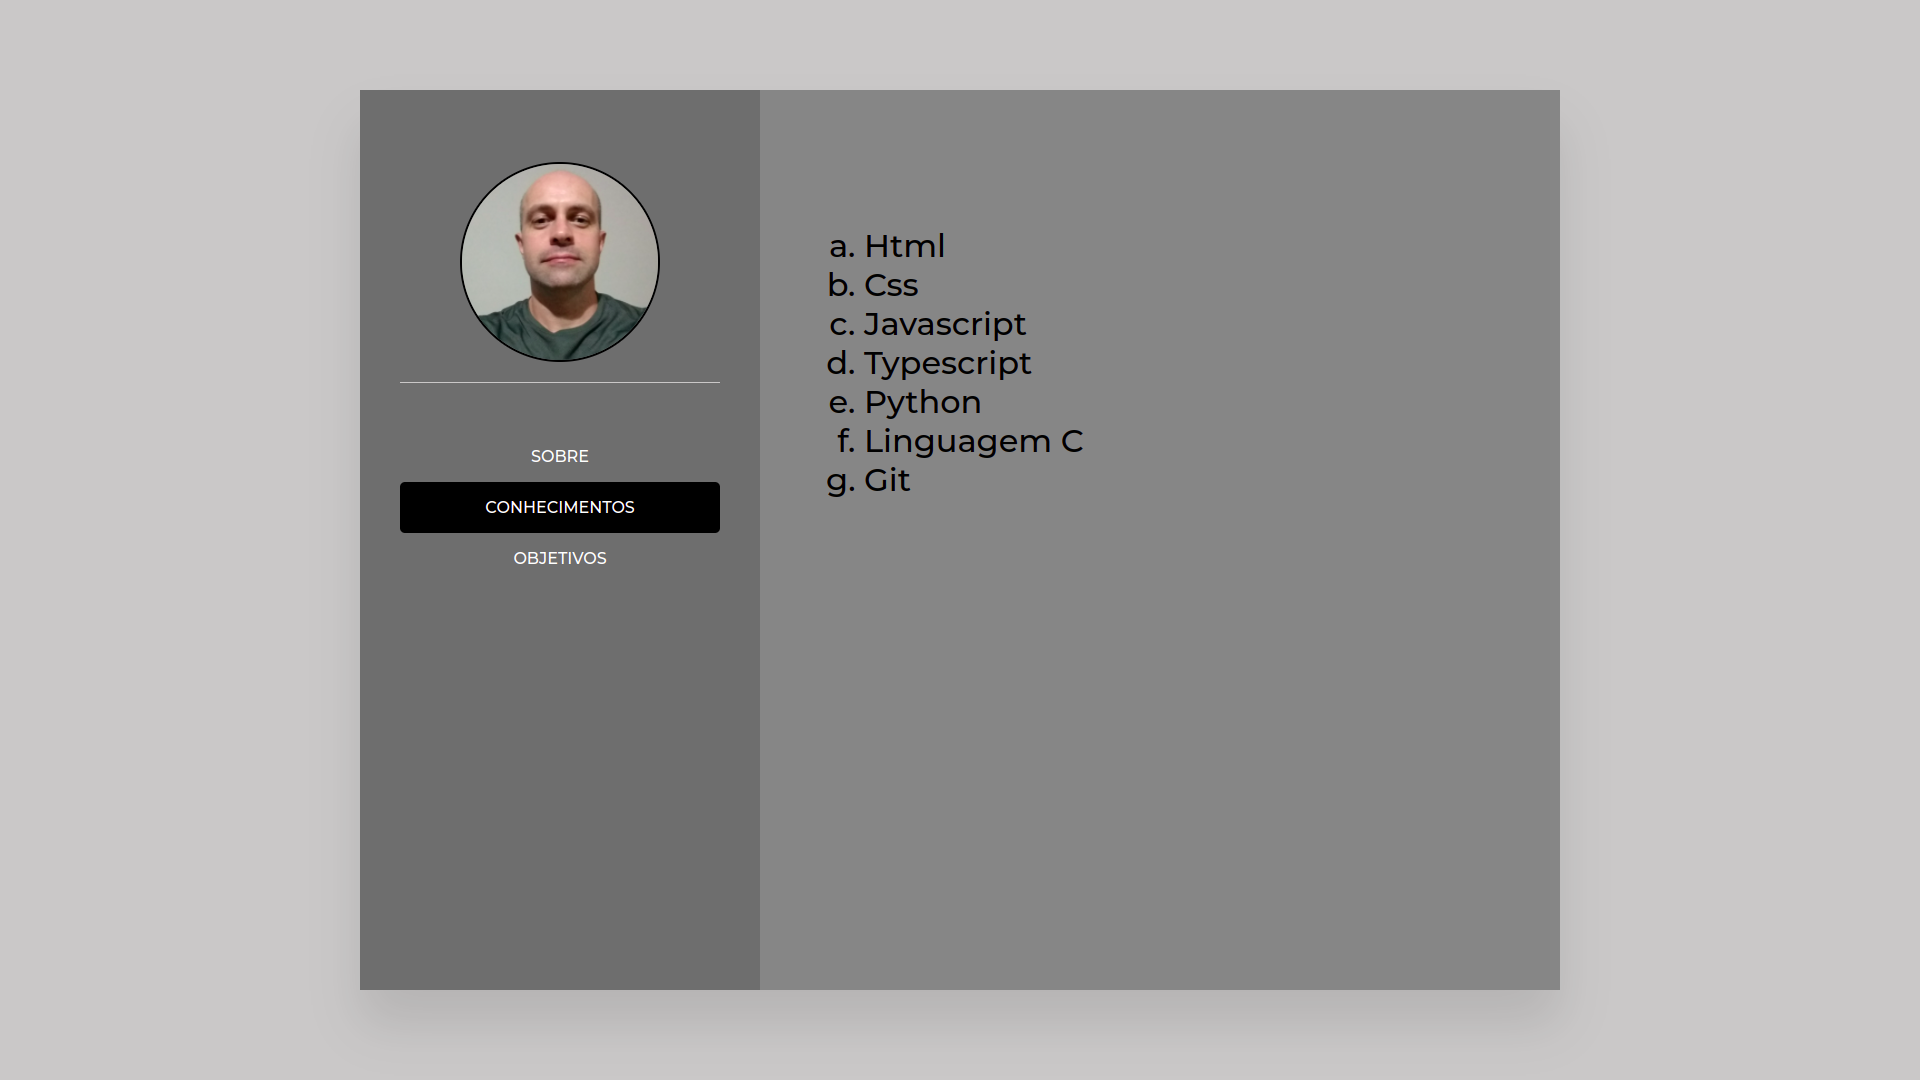 SOBRE
CONHECIMENTOS
OBJETIVOS
a. Html
b. Css
c. Javascript
d. Typescript
e. Python
f. Linguagem C
g. Git